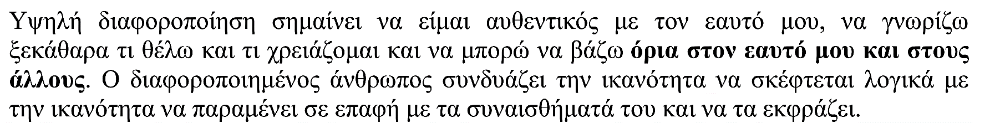 Υψηλή διαφοροποίηση σημαίνει να είμαι αυθεντικός με τον εαυτό μου, να γνωρίζω
ξεκάθαρα τι θέλω και τι χρειάζομαι και να μπορώ να βάζω όρια στον εαυτό μου και στους
άλλους. Ο διαφοροποιημένος άνθρωπος συνδυάζει την ικανότητα να σκέφτεται λογικά με
την ικανότητα να παραμένει σε επαφή με τα συναισθήματά του και να τα εκφράζει.